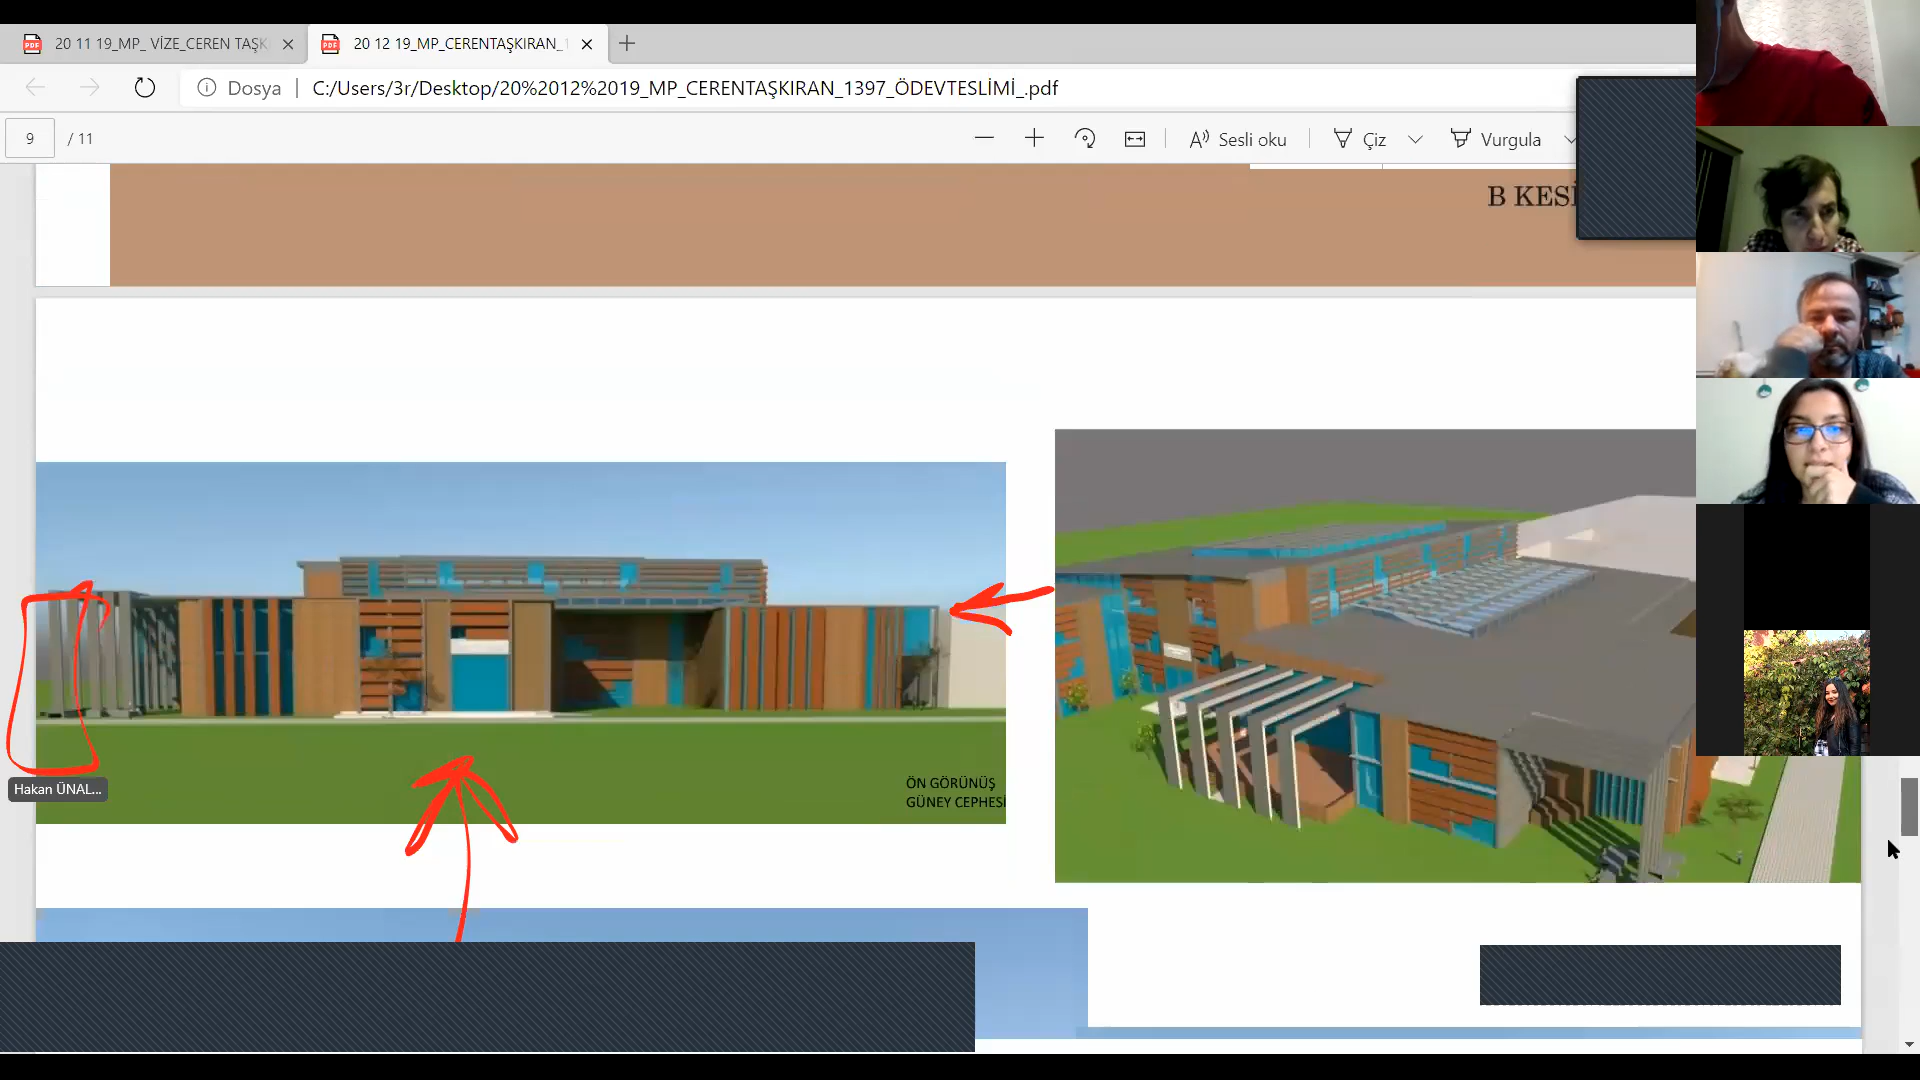 20 11 19_MP_ VİZE_CEREN TAŞK
20 12 19_MP_CERENTAŞKIRAN_1
Dosya
C:/Users/3r/Desktop/20%2012%2019_MP_CERENTAŞKIRAN_1397_ÖDEVTESLİMİ_.pdf
9 / 11
Sesli oku
Çiz
Vurgula
B KESİ
ÖN GÖRÜNÜŞ
GÜNEY CEPHESİ
Hakan ÜNAL...